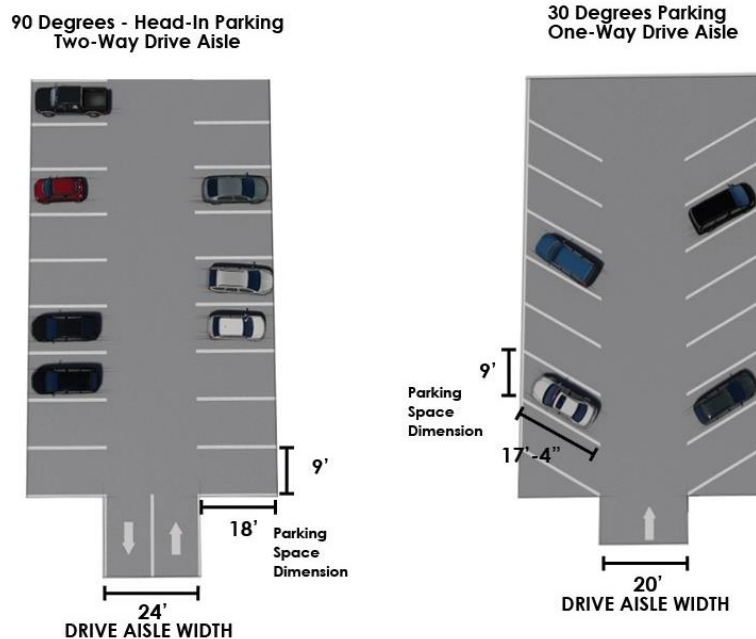 90 Degrees - Head-In Parking
Two-Way Drive Aisle
9’
18’
Parking
Space
Dimension
24’
DRIVE AISLE WIDTH
30 Degrees Parking
One-Way Drive Aisle
9’
Parking
Space
Dimension
17’-4”
20’
DRIVE AISLE WIDTH